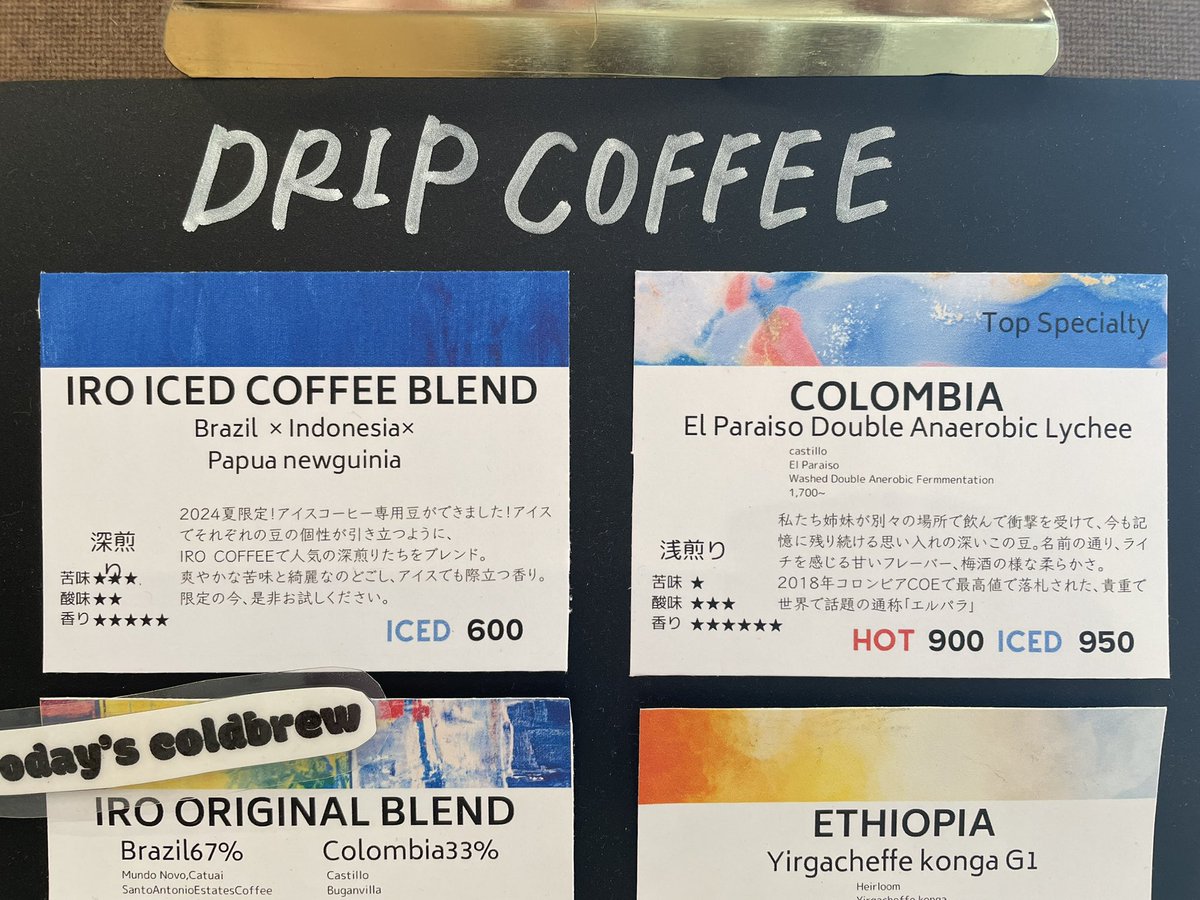 DRIP COFFEE
IRO ICED COFFEE BLEND
Brazil × Indonesia×
Papua newguinia
2024夏限定!アイスコーヒー専用豆ができました!アイス
でそれぞれの豆の個性が引き立つように、
IRO COFFEEで人気の深煎りたちをブレンド。
爽やかな苦味と綺麗なのどごし、アイスでも際立つ香り。
限定の今、是非お試しください。
深煎
り
苦味★★★
酸味★★
香り★★★★★
ICED 600
Top Specialty
COLOMBIA
El Paraiso Double Anaerobic Lychee
castillo
El Paraiso
Washed Double Anerobic Fermmentation
1,700~
私たち姉妹が別々の場所で飲んで衝撃を受けて、今も記
憶に残り続ける思い入れの深いこの豆。名前の通り、ライ
チを感じる甘いフレーバー、梅酒の様な柔らかさ。
2018年コロンビアCOEで最高値で落札された、貴重で
世界で話題の通称「エルパラ」
浅煎り
苦味 ★
酸味 ★★★
香り ★★★★★★
HOT 900 ICED 950
oday's coldbrew
IRO ORIGINAL BLEND
Brazil67% Colombia33%
Mundo Novo,Catuai Castillo
SantoAntonioEstatesCoffee Buganvilla
ETHIOPIA
Yirgacheffe konga G1
Heirloom
Yirgacheffe konga